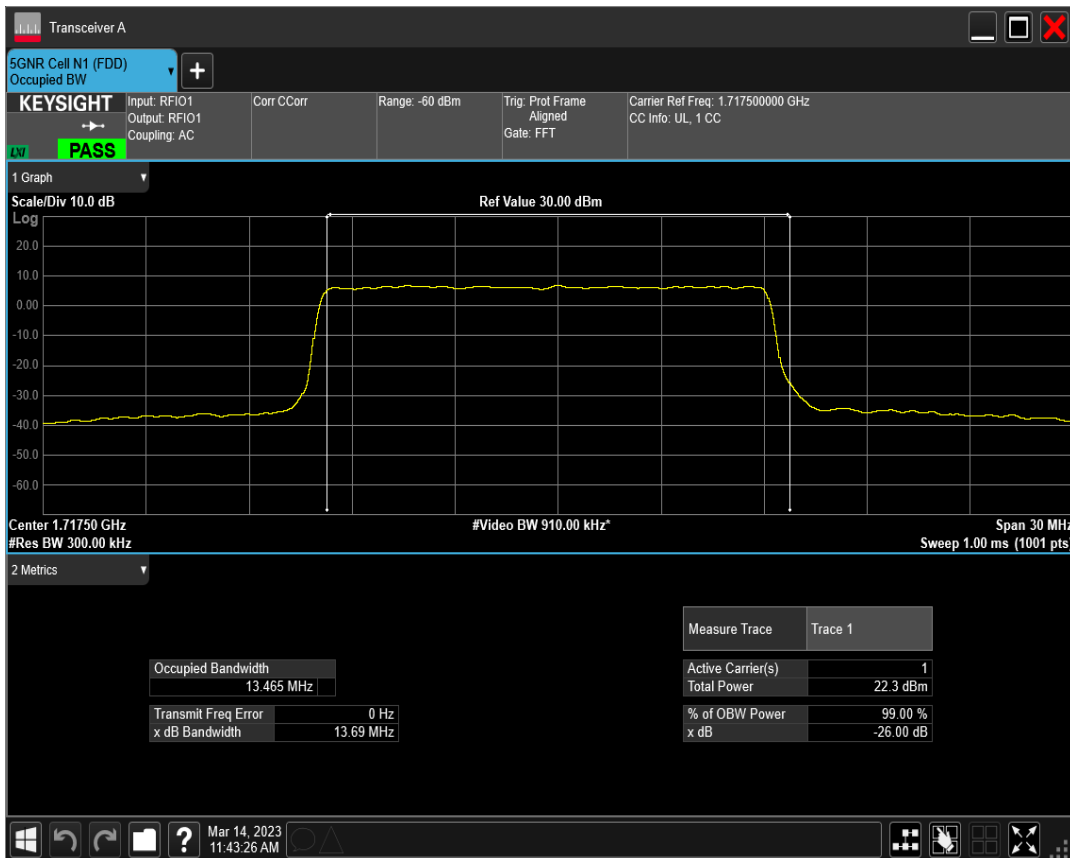 Transceiver A
5GNR Cell N1 (FDD)
Occupied BW
KEYSIGHT
LXI
PASS
Input: RFIO1
Output: RFIO1
Coupling: AC
Corr CCorr
Range: -60 dBm
Trig: Prot Frame
Aligned
Gate: FFT
Carrier Ref Freq: 1.717500000 GHz
CC Info: UL, 1 CC
1 Graph
Scale/Div 10.0 dB
Ref Value 30.00 dBm
Log
20.0
10.0
0.00
-10.0
-20.0
-30.0
-40.0
-50.0
-60.0
Center 1.71750 GHz
#Video BW 910.00 kHz*
Span 30 MHz
#Res BW 300.00 kHz
Sweep 1.00 ms (1001 pts)
2 Metrics
Measure Trace Trace 1
Occupied Bandwidth
13.465 MHz
Active Carrier(s) 1
Total Power 22.3 dBm
Transmit Freq Error 0 Hz
x dB Bandwidth 13.69 MHz
% of OBW Power 99.00 %
x dB -26.00 dB
?
Mar 14, 2023
11:43:26 AM